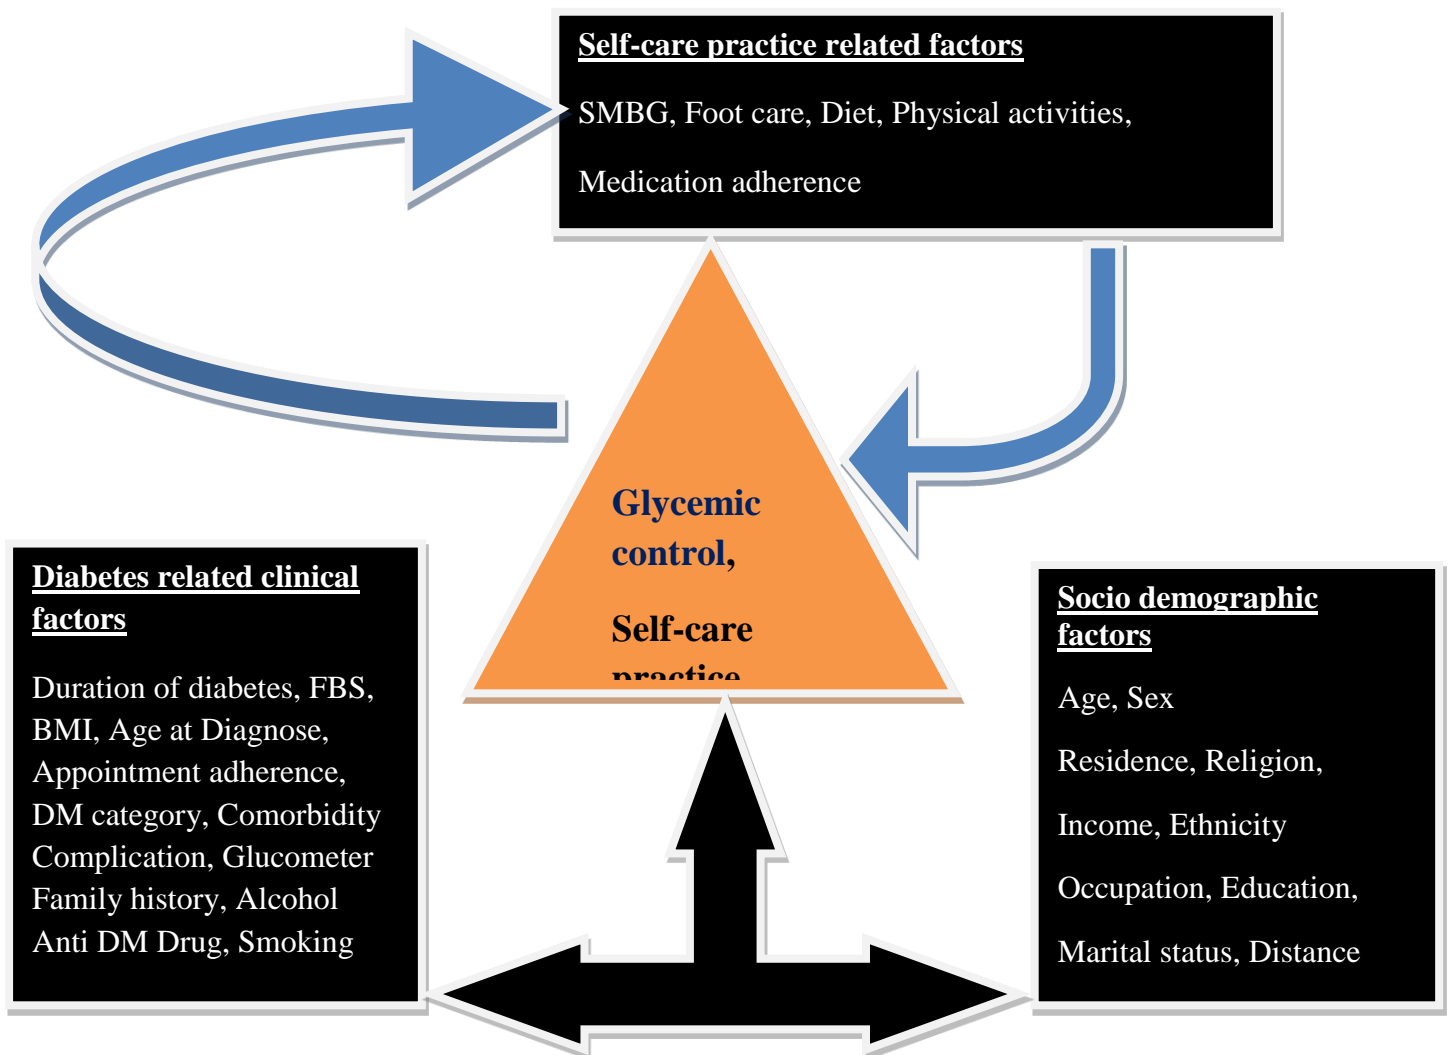 Self-care practice related factors
SMBG, Foot care, Diet, Physical activities,
Medication adherence
Glycemic
control,
Self-care
practice
Diabetes related clinical
factors
Duration of diabetes, FBS,
BMI, Age at Diagnose,
Appointment adherence,
DM category, Comorbidity
Complication, Glucometer
Family history, Alcohol
Anti DM Drug, Smoking
Socio demographic
factors
Age, Sex
Residence, Religion,
Income, Ethnicity
Occupation, Education,
Marital status, Distance